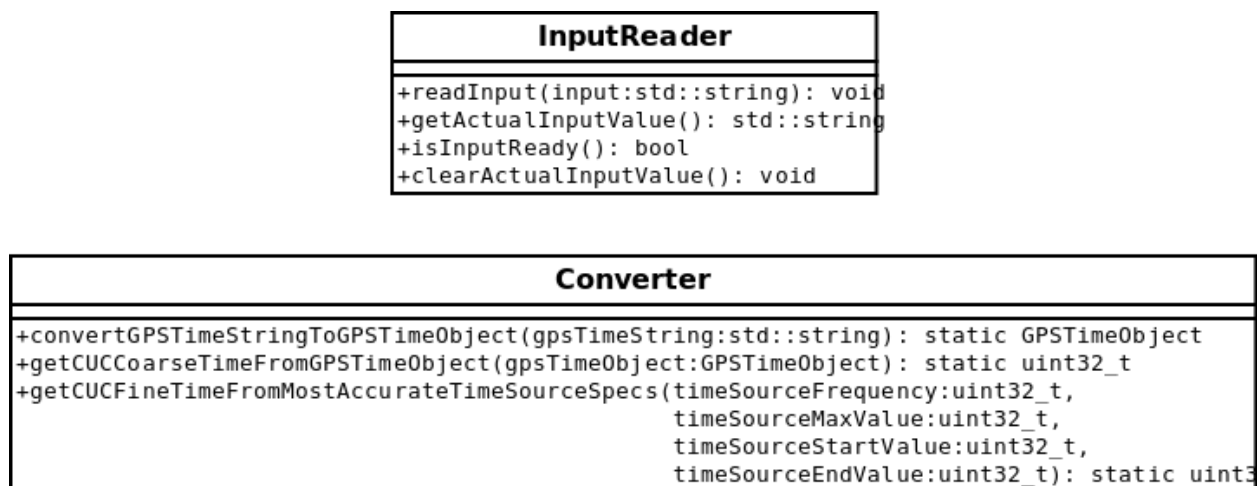 InputReader
+readInput(input:std::string): void
+getActualInputValue(): std::string
+isInputReady(): bool
+clearActualInputValue(): void
Converter
+convertGPSTimeStringToGPSTimeObject(gpsTimeString:std::string): static GPSTimeObject
+getCUCCoarseTimeFromGPSTimeObject(gpsTimeObject:GPSTimeObject): static uint32_t
+getCUCFineTimeFromMostAccurateTimeSourceSpecs(timeSourceFrequency:uint32_t,
timeSourceMaxValue:uint32_t,
timeSourceStartValue:uint32_t,
timeSourceEndValue:uint32_t): static uint3